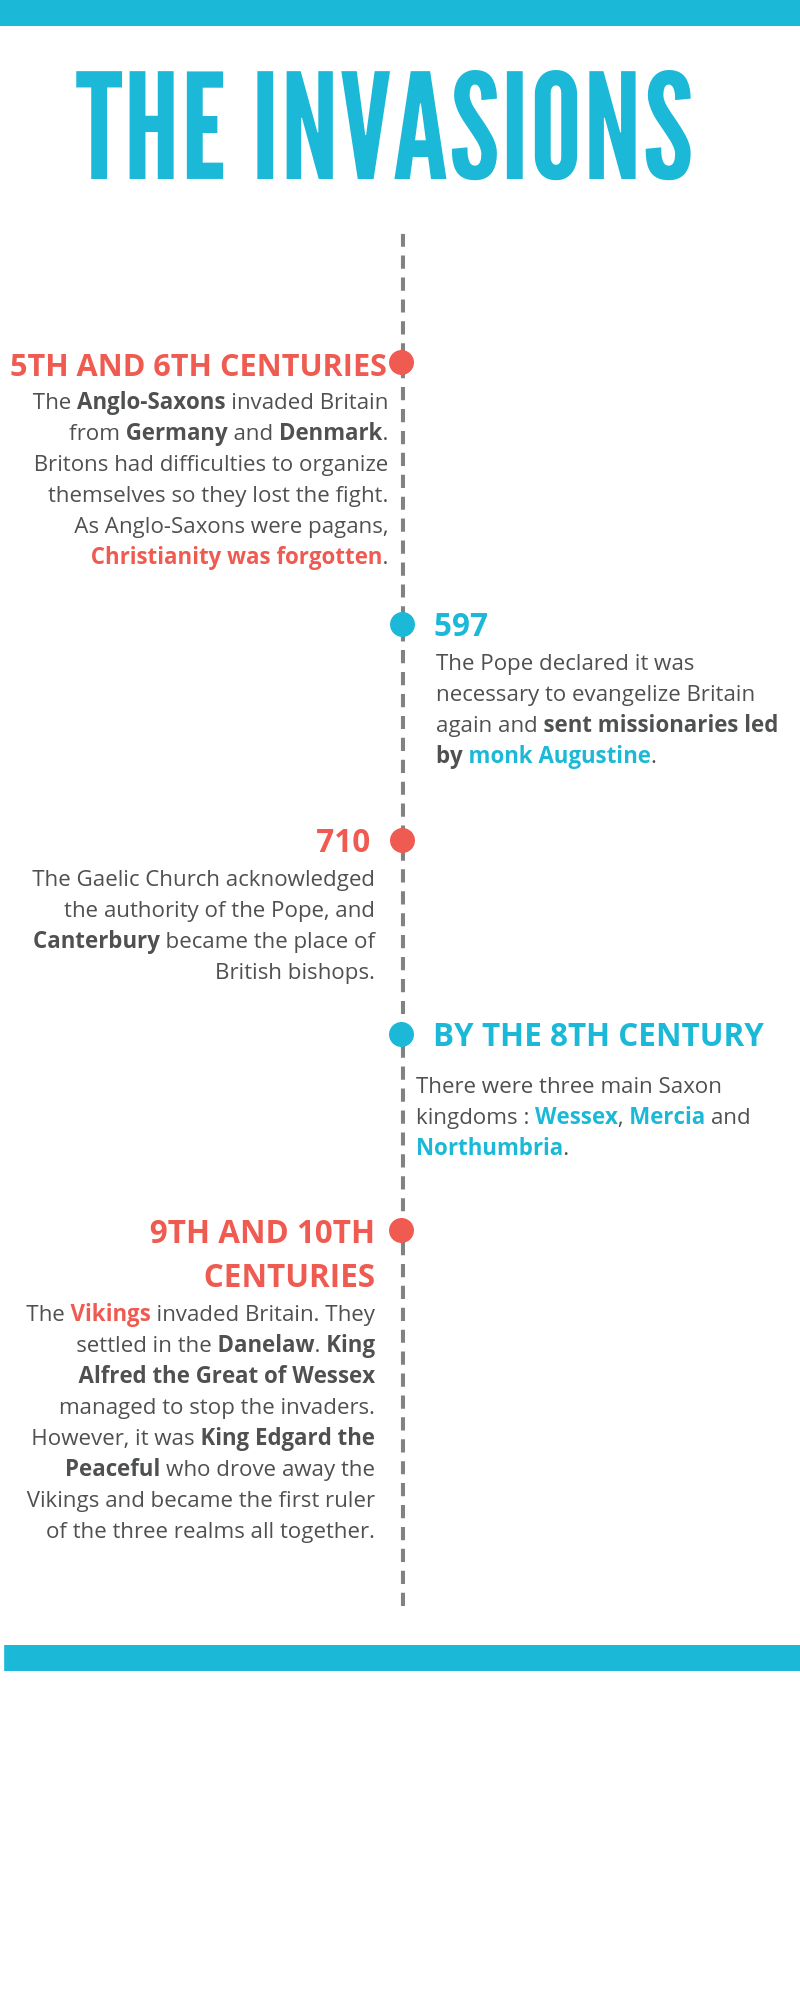 THE INVASIONS
5TH AND 6TH CENTURIES
The Anglo-Saxons invaded Britain
from Germany and Denmark.
Britons had difficulties to organize
themselves so they lost the fight.
As Anglo-Saxons were pagans,
Christianity was forgotten.
597
The Pope declared it was
necessary to evangelize Britain
again and sent missionaries led
by monk Augustine.
710
The Gaelic Church acknowledged
the authority of the Pope, and
Canterbury became the place of
British bishops.
BY THE 8TH CENTURY
There were three main Saxon
kingdoms : Wessex, Mercia and
Northumbria.
9TH AND 10TH
CENTURIES
The Vikings invaded Britain. They
settled in the Danelaw. King
Alfred the Great of Wessex
managed to stop the invaders.
However, it was King Edgard the
Peaceful who drove away the
Vikings and became the first ruler
of the three realms all together.